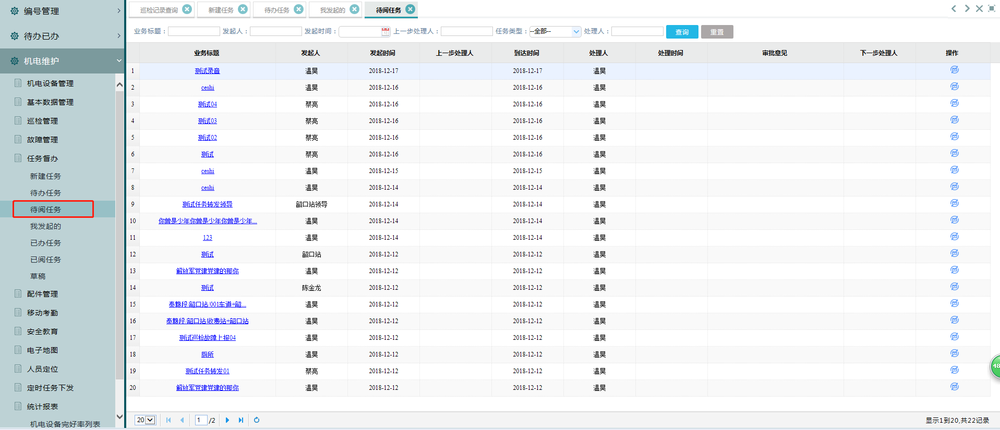 编号管理
待办已办
机电维护
机电设备管理
基本数据管理
巡检管理
故障管理
任务督办
新建任务
待办任务
待阅任务
我发起的
已办任务
已阅任务
草稿
配件管理
移动考勤
安全教育
电子地图
人员定位
定时任务下发
统计报表
机电设备完好率列表
巡检记录查询 新建任务 待办任务 我发起的 待阅任务
业务标题： 发起人： 发起时间： 上一步处理人： 任务类型： --全部-- 处理人： 查询 重置
业务标题 发起人 发起时间 上一步处理人 到达时间 处理人 处理时间 审批意见 下一步处理人 操作
1 测试录音 温昊 2018-12-17 2018-12-17 温昊
2 ceshi 温昊 2018-12-16 2018-12-16 温昊
3 测试04 蔡亮 2018-12-16 2018-12-16 温昊
4 测试03 蔡亮 2018-12-16 2018-12-16 温昊
5 测试02 蔡亮 2018-12-16 2018-12-16 温昊
6 测试 蔡亮 2018-12-16 2018-12-16 温昊
7 ceshi 温昊 2018-12-15 2018-12-15 温昊
8 ceshi 温昊 2018-12-14 2018-12-14 温昊
9 测试任务转发领导 韶口站领导 2018-12-14 2018-12-14 温昊
10 你曾是少年你曾是少年你曾是少年... 温昊 2018-12-14 2018-12-14 温昊
11 123 温昊 2018-12-14 2018-12-14 温昊
12 测试 韶口站 2018-12-12 2018-12-12 温昊
13 解放军党建党建的那你 温昊 2018-12-12 2018-12-12 温昊
14 测试 陈金龙 2018-12-12 2018-12-12 温昊
15 泰赣段/韶口站/001车道+韶... 温昊 2018-12-12 2018-12-12 温昊
16 泰赣段/韶口站/收费站+韶口站 温昊 2018-12-12 2018-12-12 温昊
17 测试巡检故障上报04 温昊 2018-12-12 2018-12-12 温昊
18 厕所 温昊 2018-12-12 2018-12-12 温昊
19 测试任务转发01 蔡亮 2018-12-12 2018-12-12 温昊
20 解放军党建党建的那你 温昊 2018-12-12 2018-12-12 温昊
20 1 /2 显示1到20,共22记录
48